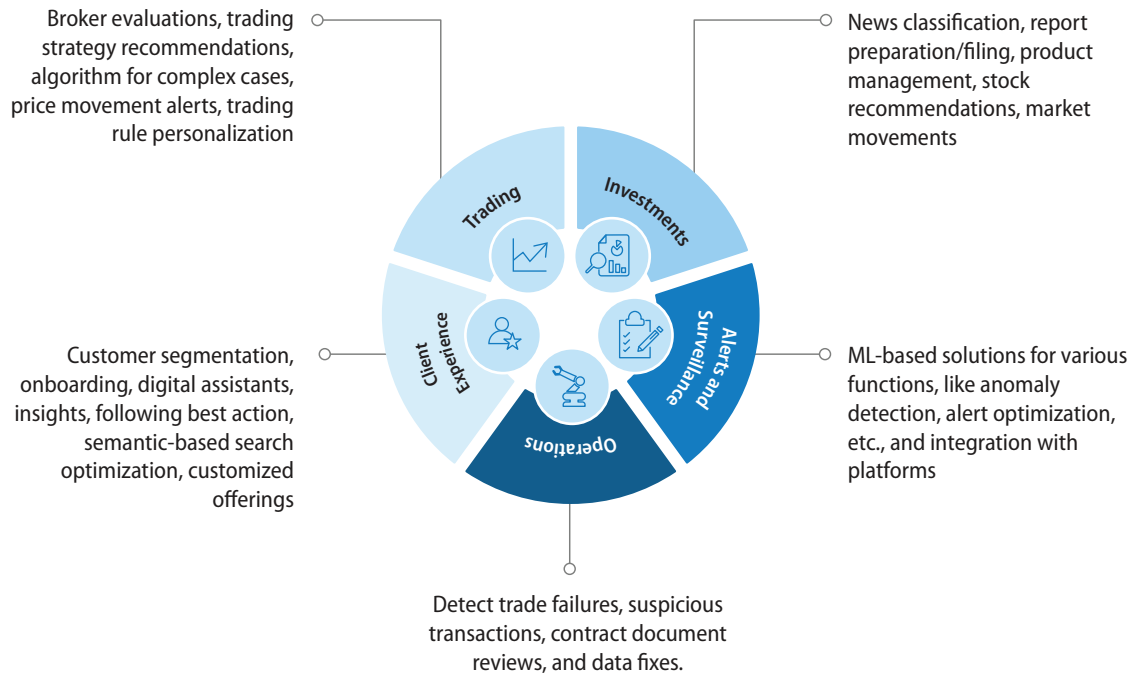 Broker evaluations, trading
strategy recommendations,
algorithm for complex cases,
price movement alerts, trading
rule personalization
News classification, report
preparation/filing, product
management, stock
recommendations, market
movements
Trading
Investments
Client
Experience
Alerts and
Surveillance
Operations
Customer segmentation,
onboarding, digital assistants,
insights, following best action,
semantic-based search
optimization, customized
offerings
ML-based solutions for various
functions, like anomaly
detection, alert optimization,
etc., and integration with
platforms
Detect trade failures, suspicious
transactions, contract document
reviews, and data fixes.